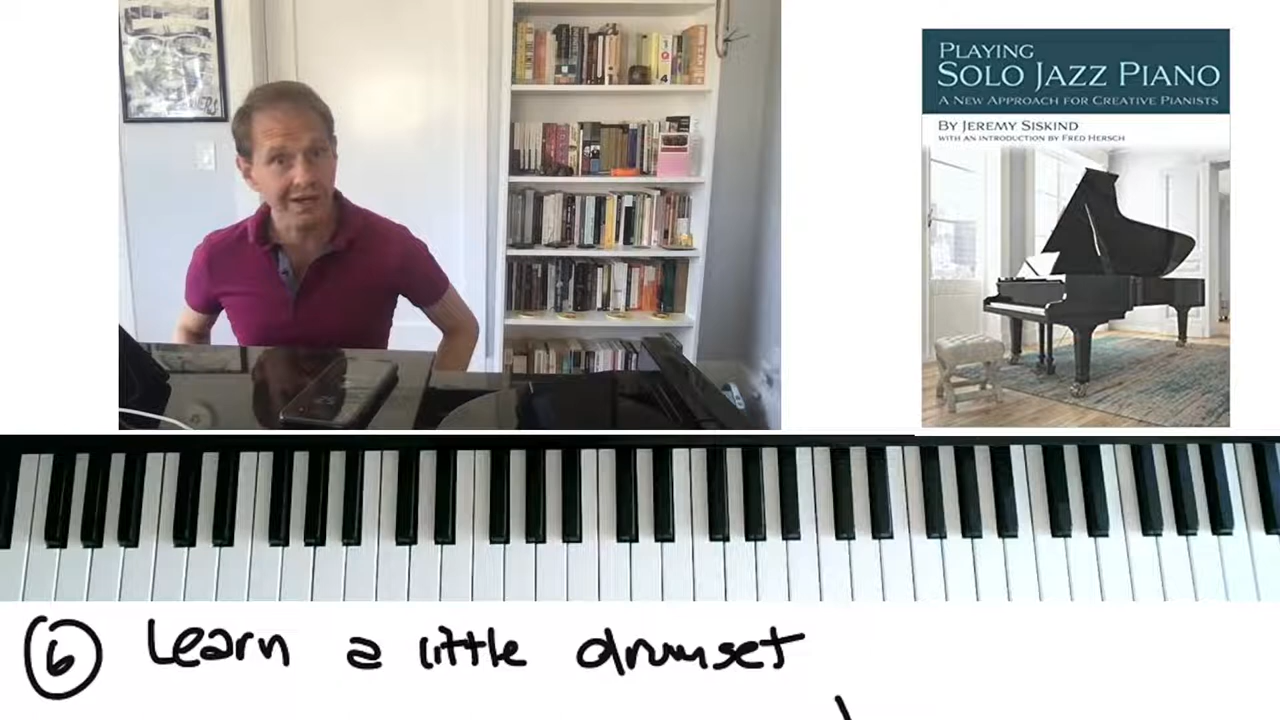 PLAYING
SOLO JAZZ PIANO
A NEW APPROACH FOR CREATIVE PIANISTS
BY JEREMY SISKIND
WITH AN INTRODUCTION BY FRED HERSCH
6 Learn a little drumset